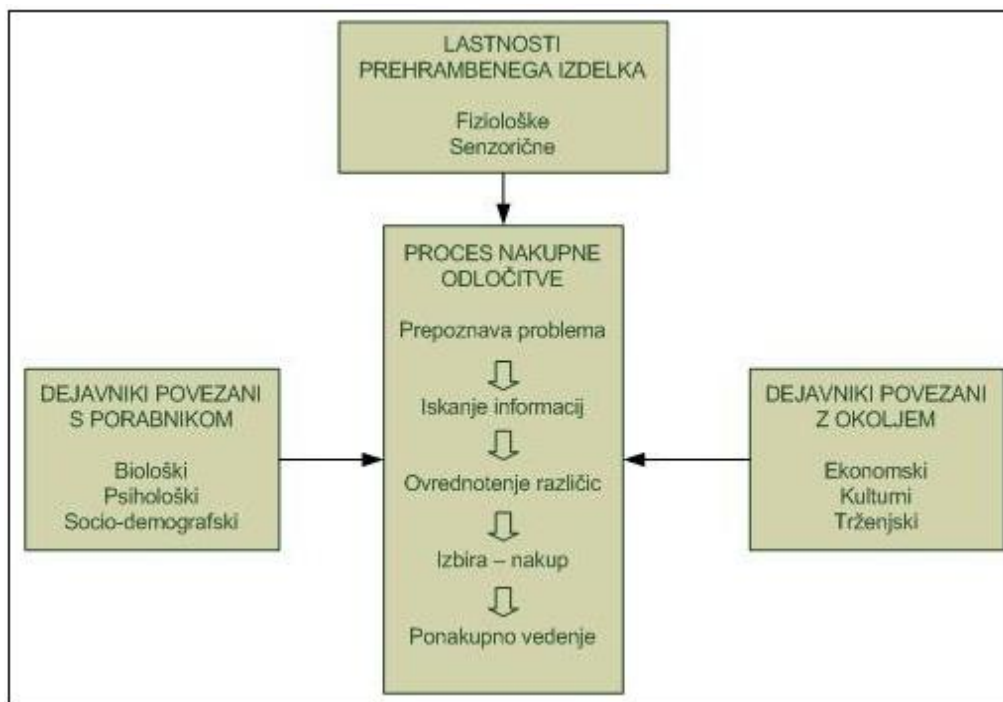 LASTNOSTI
PREHRAMBENEGA IZDELKA
Fiziološke
Senzorične
PROCES NAKUPNE
ODLOČITVE
Prepoznava problema
Iskanje informacij
Ovrednotenje različic
Izbira – nakup
Ponakupno vedenje
DEJAVNIKI POVEZANI
S PORABNIKOM
Biološki
Psihološki
Socio-demografski
DEJAVNIKI POVEZANI
Z OKOLJEM
Ekonomski
Kulturni
Trženjski